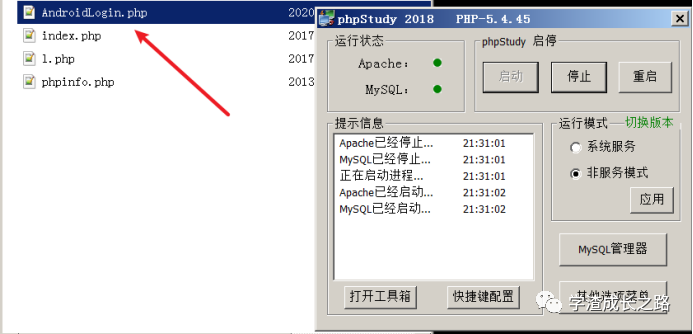 AndroidLogin.php 2020
index.php 2017
l.php 2017
phpinfo.php 2013
phpStudy 2018 PHP-5.4.45
运行状态
Apache:
MySQL:
phpStudy 启停
启动 停止 重启
提示信息
Apache已经停止... 21:31:01
MySQL已经停止... 21:31:01
正在启动进程... 21:31:01
Apache已经启动... 21:31:02
MySQL已经启动... 21:31:02
运行模式 切换版本
系统服务
非服务模式
应用
MySQL管理器
打开工具箱 快捷键配置 其他选项菜单
学渣成长之路